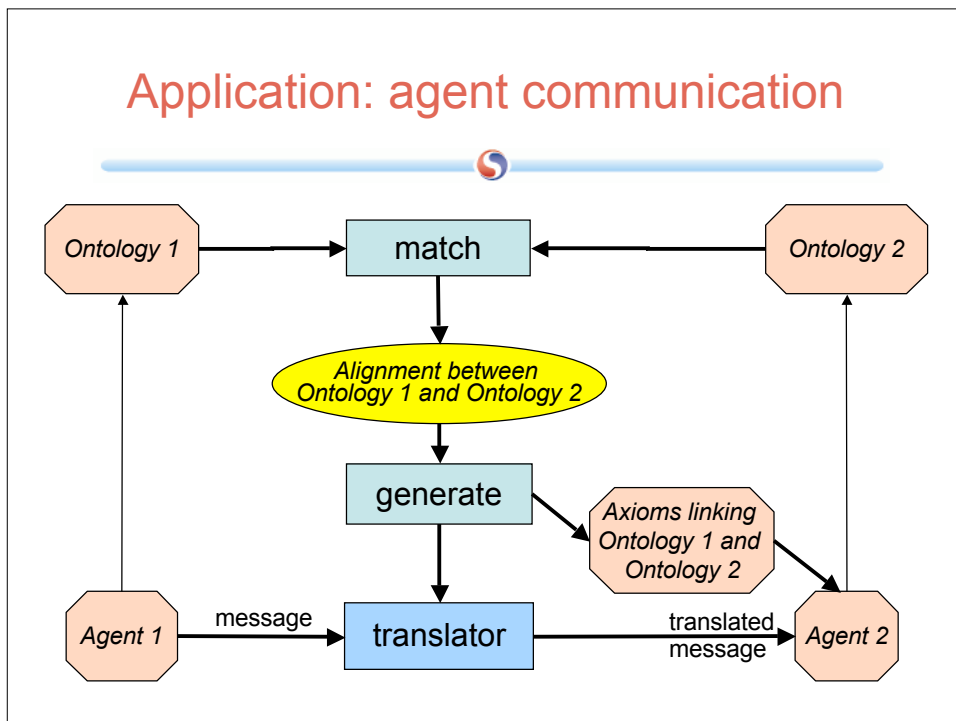 Application: agent communication
Ontology 1
match
Ontology 2
Alignment between
Ontology 1 and Ontology 2
generate
Axioms linking
Ontology 1 and
Ontology 2
Agent 1
message
translator
translated
message
Agent 2